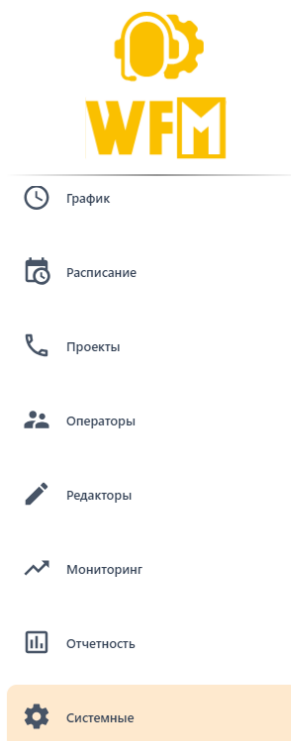 WFM
График
Расписание
Проекты
Операторы
Редакторы
Мониторинг
Отчетность
Системные